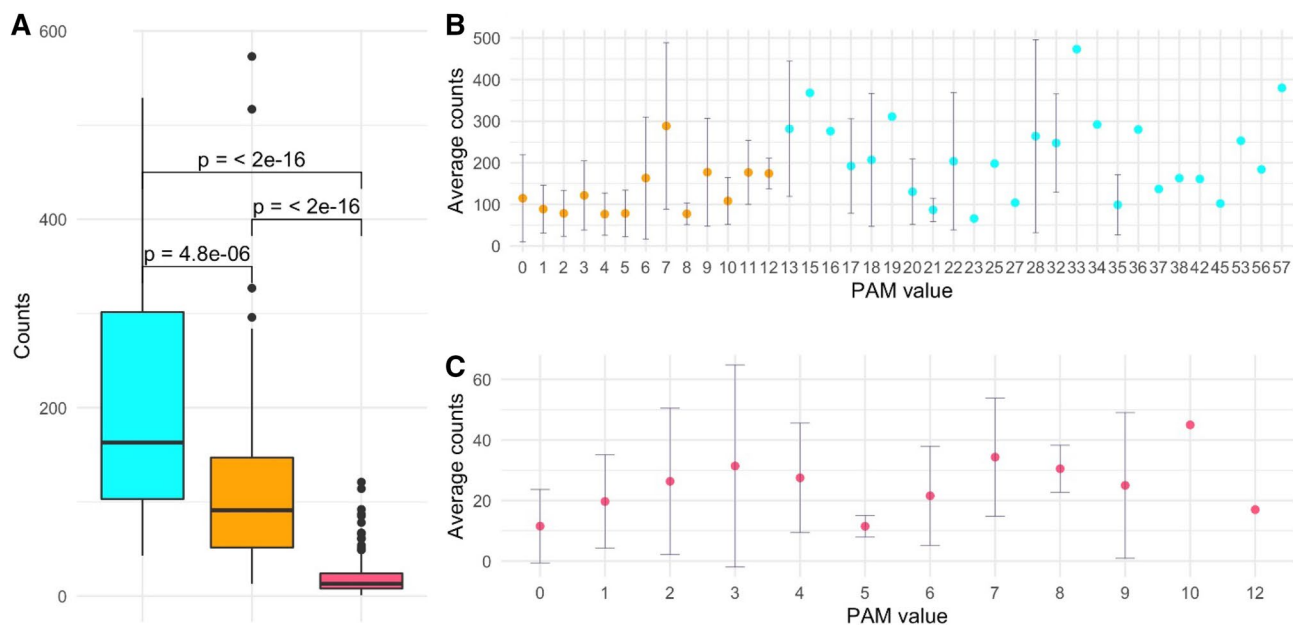 A
600
400
200
0
Counts
p = < 2e-16
p = < 2e-16
p = 4.8e-06
B
500
400
300
200
100
0
Average counts
0 1 2 3 4 5 6 7 8 9 10 11 12 13 15 16 17 18 19 20 21 22 23 25 27 28 32 33 34 35 36 37 38 42 45 53 56 57
PAM value
C
60
40
20
0
Average counts
0 1 2 3 4 5 6 7 8 9 10 12
PAM value